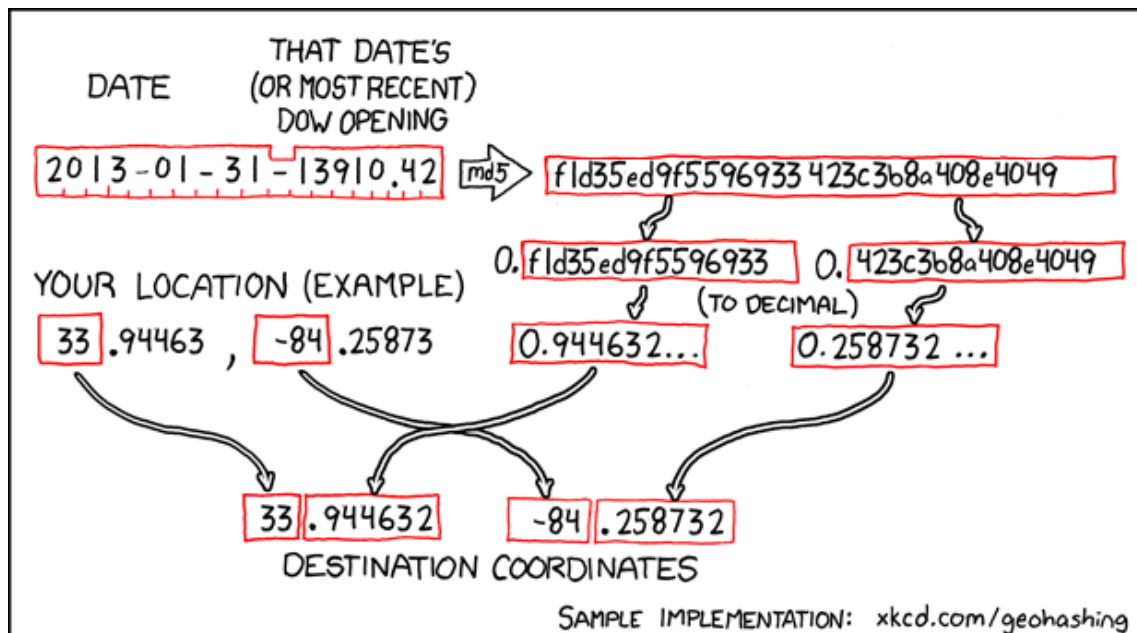 DATE
THAT DATE'S
(OR MOST RECENT)
DOW OPENING
2013-01-31-13910.42
md5
f1d35ed9f5596933423c3b8a408e4049
0.f1d35ed9f5596933
0.423c3b8a408e4049
YOUR LOCATION (EXAMPLE)
(TO DECIMAL)
33.94463, -84.25873
0.944632...
0.258732...
33.944632
-84.258732
DESTINATION COORDINATES
SAMPLE IMPLEMENTATION: xkcd.com/geohashing